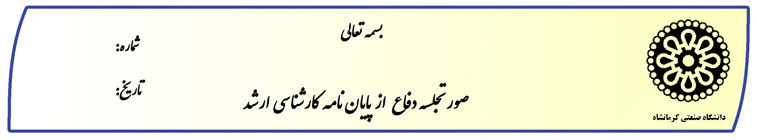 بسمه تعالی
شماره:
تاریخ:
صورتجلسه دفاع از پایان نامه کارشناسی ارشد
دانشگاه صنعتی کرمانشاه